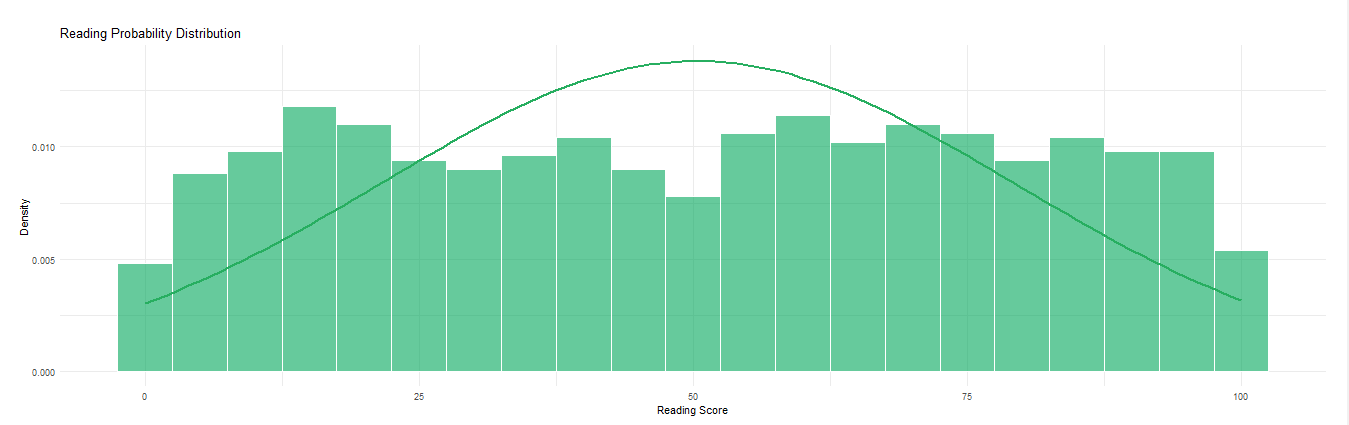 Reading Probability Distribution
Density
0.010
0.005
0.000
0 25 50 75 100
Reading Score